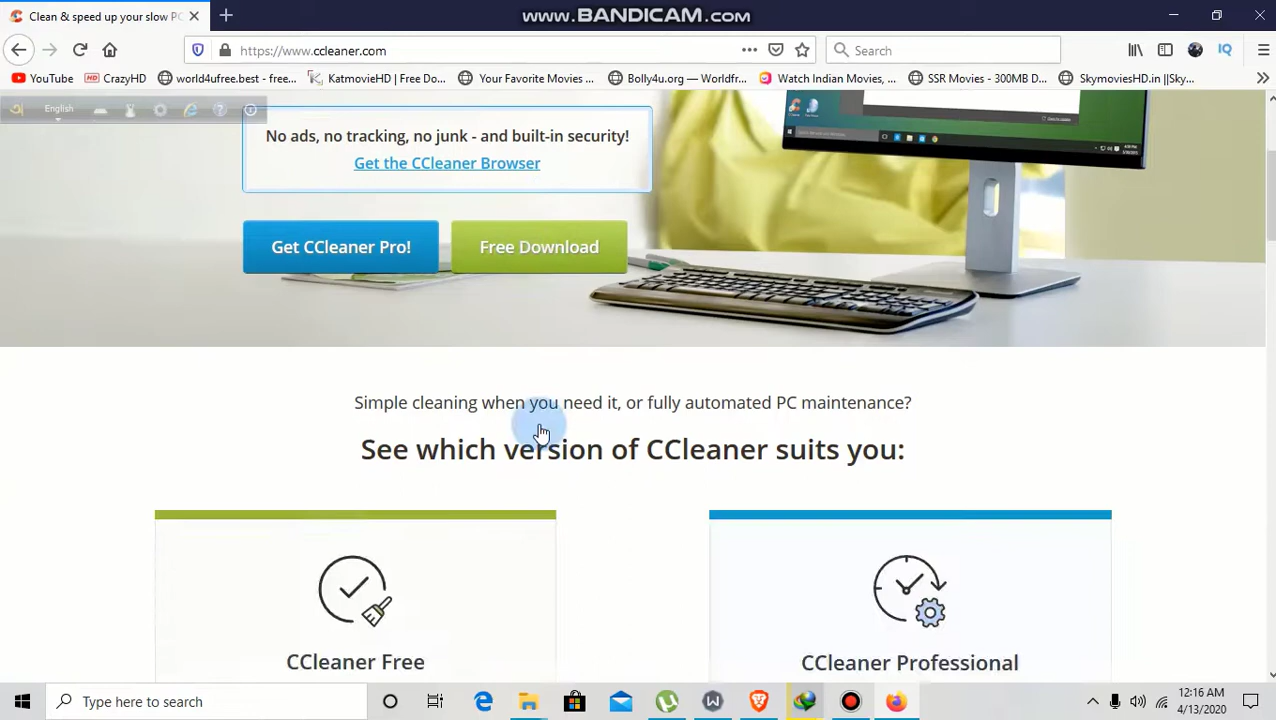 Clean & speed up your slow PC
www.BANDICAM.com
https://www.ccleaner.com
Search
YouTube
HD CrazyHD
world4ufree.best - free...
KatmovieHD | Free Do...
Your Favorite Movies ...
Bolly4u.org — Worldfr...
Watch Indian Movies, ...
SSR Movies - 300MB D...
SkymoviesHD.in ||Sky...
English
No ads, no tracking, no junk - and built-in security!
Get the CCleaner Browser
Get CCleaner Pro!
Free Download
Simple cleaning when you need it, or fully automated PC maintenance?
See which version of CCleaner suits you:
CCleaner Free
CCleaner Professional
Type here to search
12:16 AM
4/13/2020